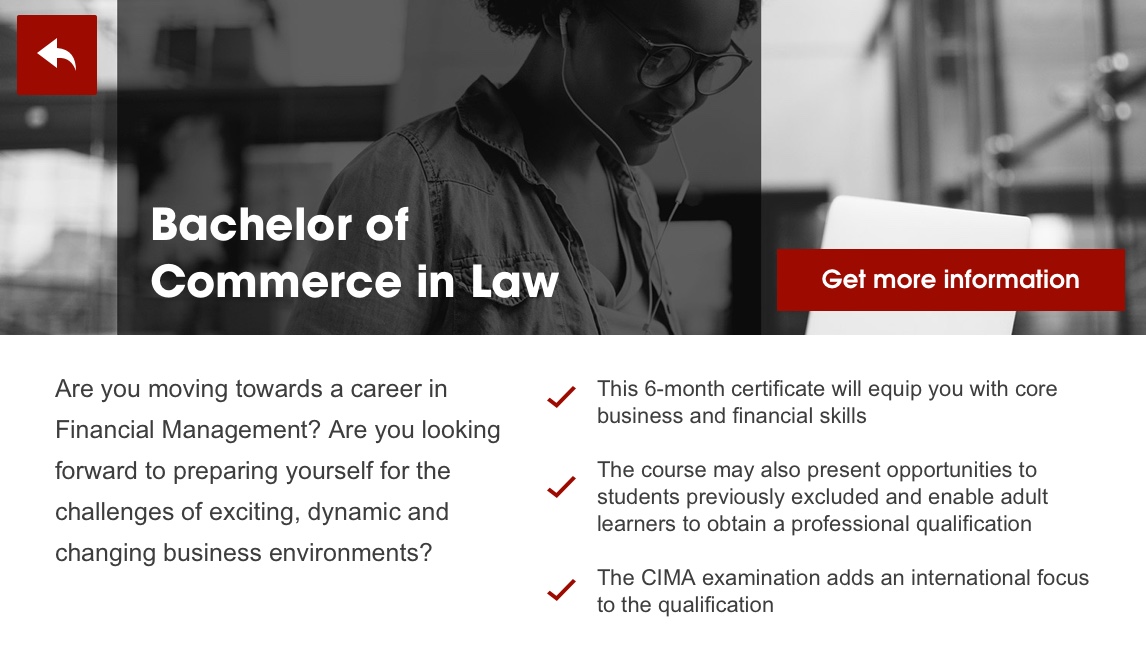 Bachelor of
Commerce in Law
Get more information
Are you moving towards a career in
Financial Management? Are you looking
forward to preparing yourself for the
challenges of exciting, dynamic and
changing business environments?
This 6-month certificate will equip you with core
business and financial skills
The course may also present opportunities to
students previously excluded and enable adult
learners to obtain a professional qualification
The CIMA examination adds an international focus
to the qualification